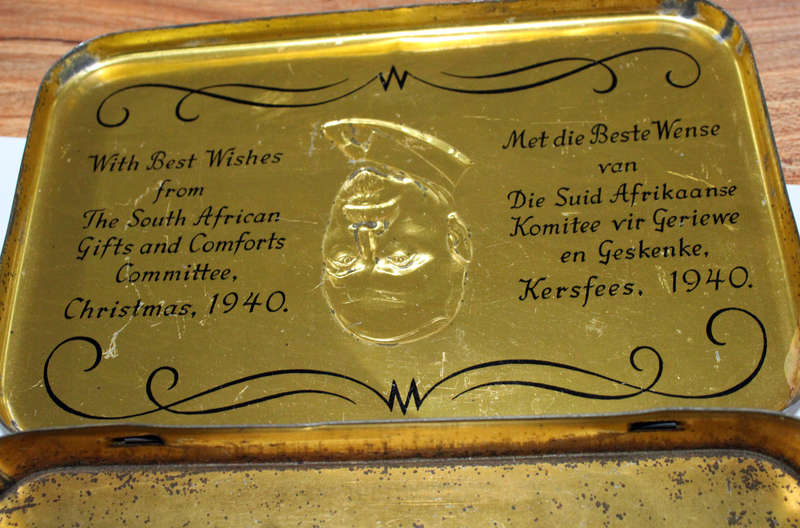 With Best Wishes
from
The South African
Gifts and Comforts
Committee,
Christmas, 1940.
Met die Beste Wense
van
Die Suid Afrikaanse
Komitee vir Geriewe
en Geskenke,
Kersfees, 1940.